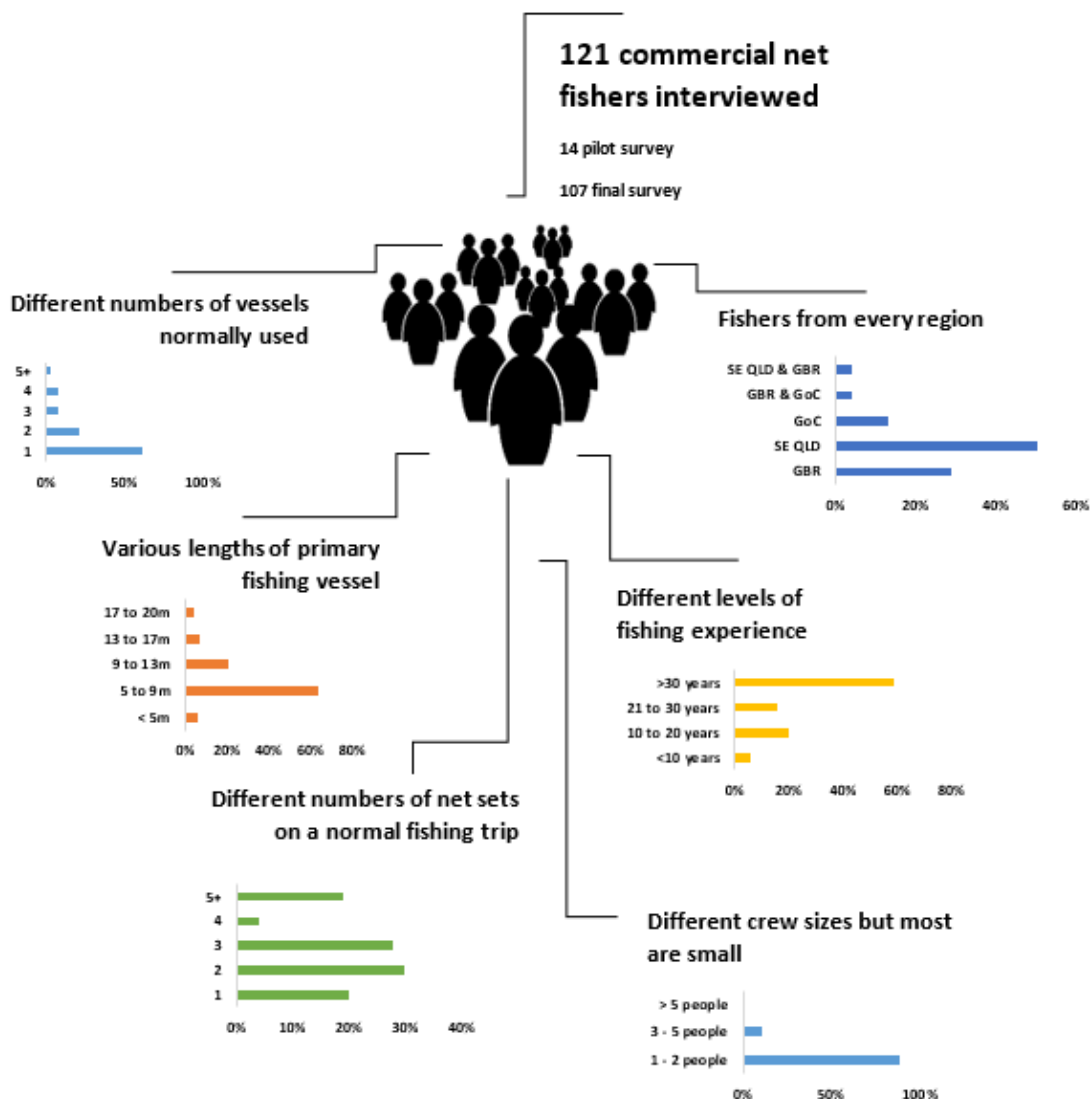 121 commercial net
fishers interviewed
14 pilot survey
107 final survey
Different numbers of vessels
normally used
5+
4
3
2
1
0% 50% 100%
Fishers from every region
SE QLD & GBR
GBR & GoC
GoC
SE QLD
GBR
0% 20% 40% 60%
Various lengths of primary
fishing vessel
17 to 20m
13 to 17m
9 to 13m
5 to 9m
< 5m
0% 20% 40% 60% 80%
Different levels of
fishing experience
>30 years
21 to 30 years
10 to 20 years
<10 years
0% 20% 40% 60% 80%
Different numbers of net sets
on a normal fishing trip
5+
4
3
2
1
0% 10% 20% 30% 40%
Different crew sizes but most
are small
> 5 people
3 - 5 people
1 - 2 people
0% 50% 100%